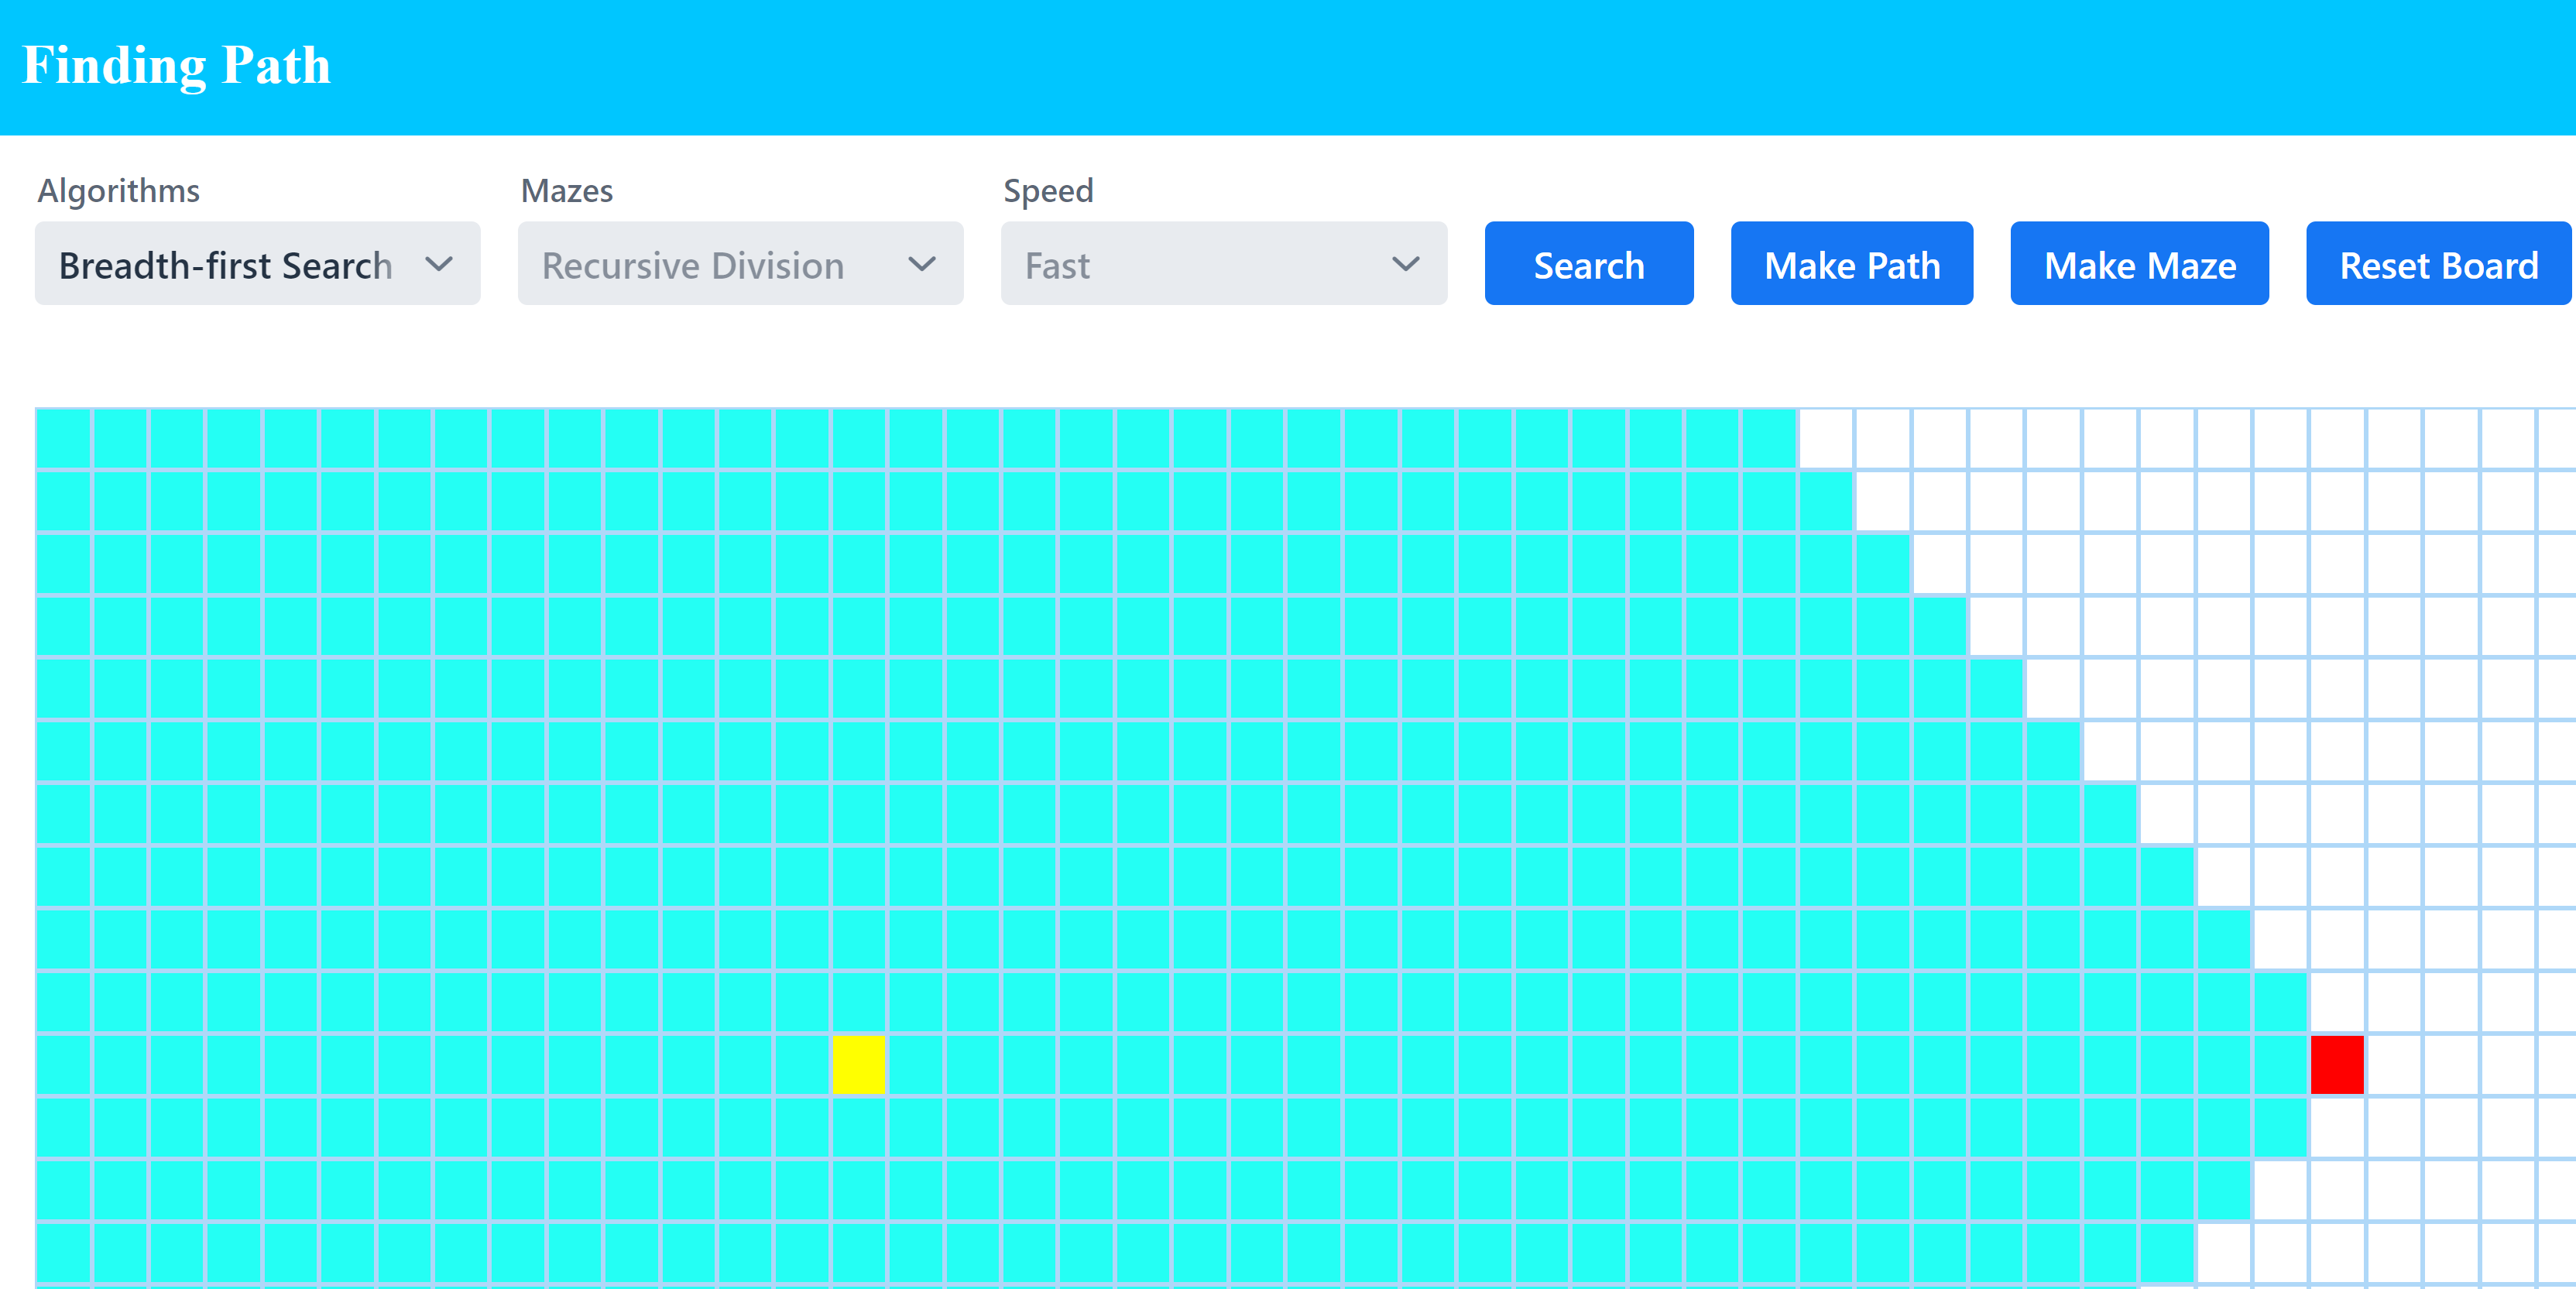 Finding Path
Algorithms Mazes Speed
Breadth-first Search Recursive Division Fast Search Make Path Make Maze Reset Board